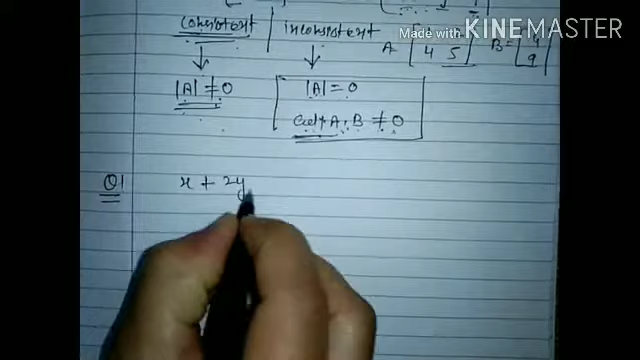 Made with KINEMASTER
consistent | inconsistent
A [4 5] B = [9]
|A| ≠ 0 |A| = 0
Adj A . B ≠ 0
Q1 x + 2y